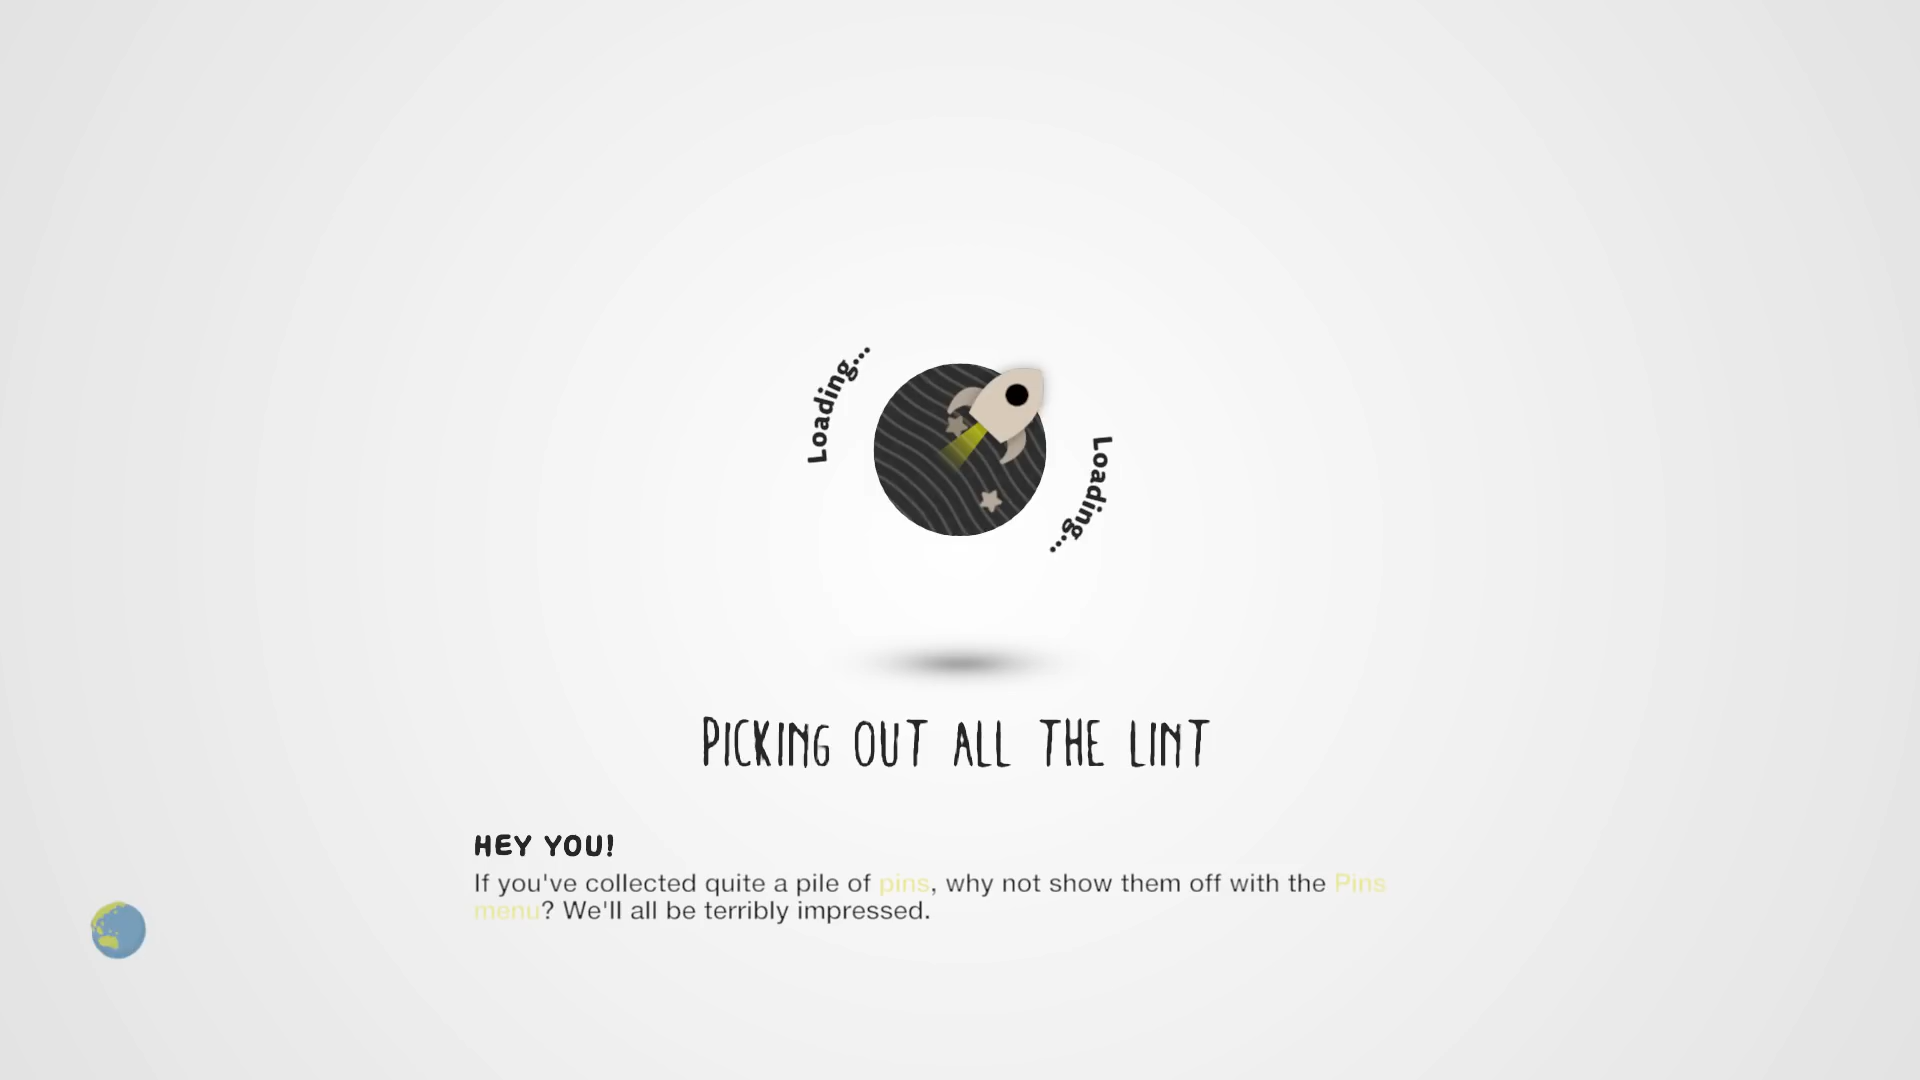 Loading...
Loading...
PICKING OUT ALL THE LINT
HEY YOU!
If you've collected quite a pile of pins, why not show them off with the Pins
menu? We'll all be terribly impressed.